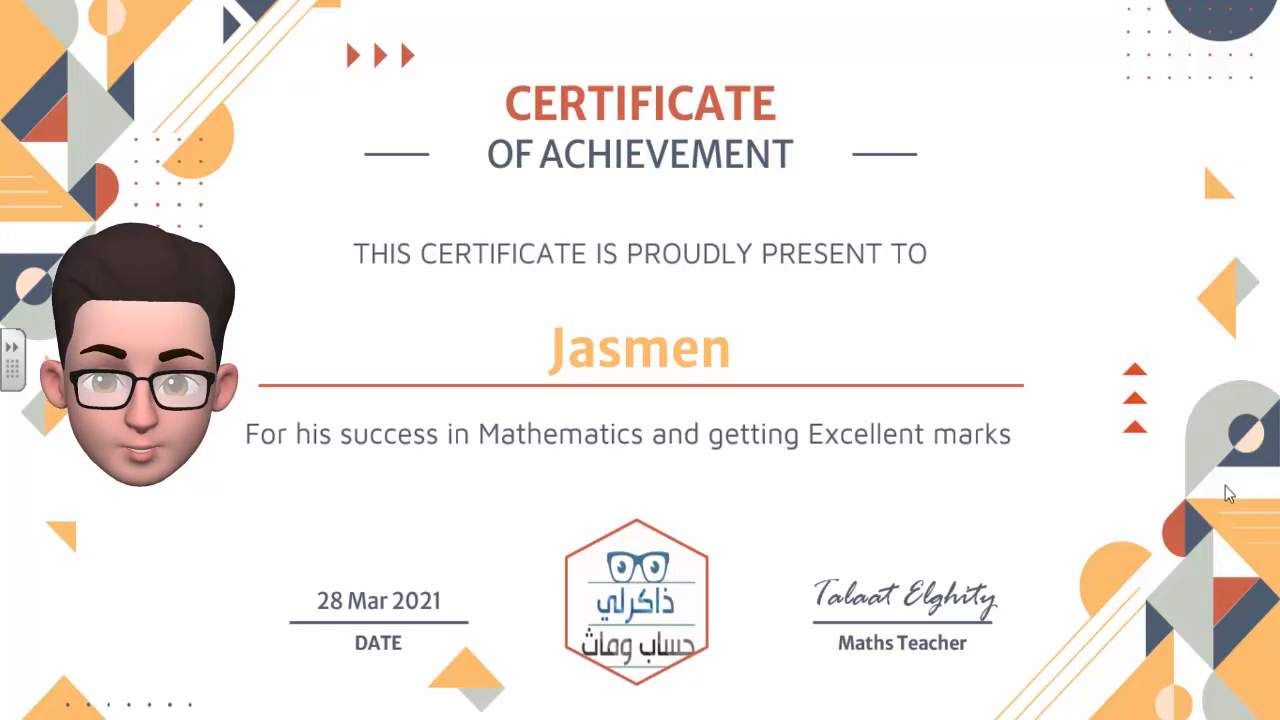 CERTIFICATE
OF ACHIEVEMENT
THIS CERTIFICATE IS PROUDLY PRESENT TO
Jasmen
For his success in Mathematics and getting Excellent marks
28 Mar 2021
DATE
ذاكرلي
حساب وماث
Talaat Elghity
Maths Teacher